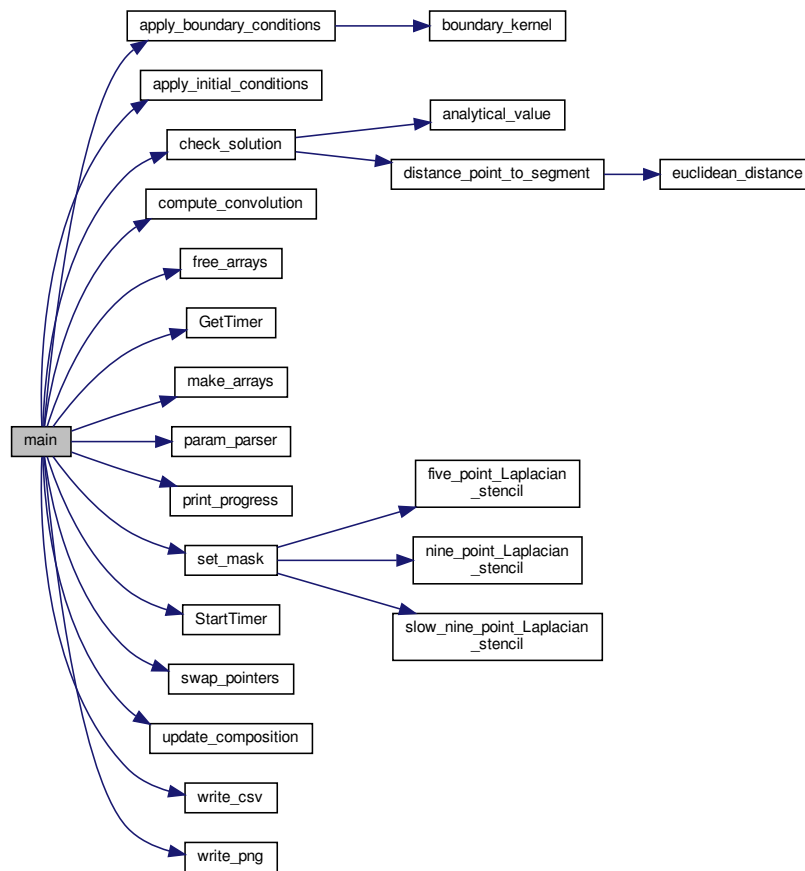 apply_boundary_conditions
boundary_kernel
apply_initial_conditions
analytical_value
check_solution
distance_point_to_segment
euclidean_distance
compute_convolution
free_arrays
GetTimer
make_arrays
main
param_parser
five_point_Laplacian
_stencil
print_progress
set_mask
nine_point_Laplacian
_stencil
StartTimer
slow_nine_point_Laplacian
_stencil
swap_pointers
update_composition
write_csv
write_png